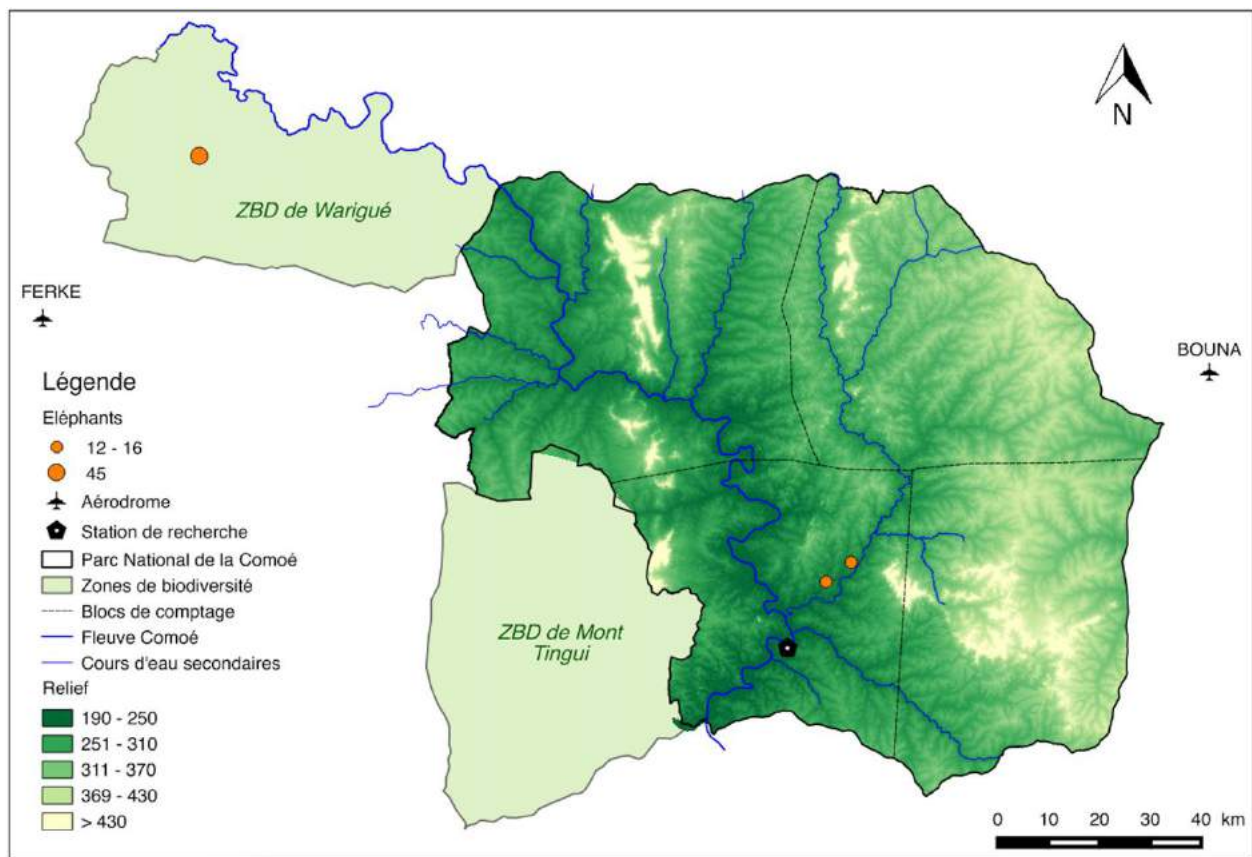 N
ZBD de Warigué
FERKE
BOUNA
Légende
Eléphants
12 - 16
45
Aérodrome
Station de recherche
Parc National de la Comoé
Zones de biodiversité
Blocs de comptage
Fleuve Comoé
Cours d'eau secondaires
Relief
190 - 250
251 - 310
311 - 370
369 - 430
> 430
ZBD de Mont
Tingui
0 10 20 30 40 km